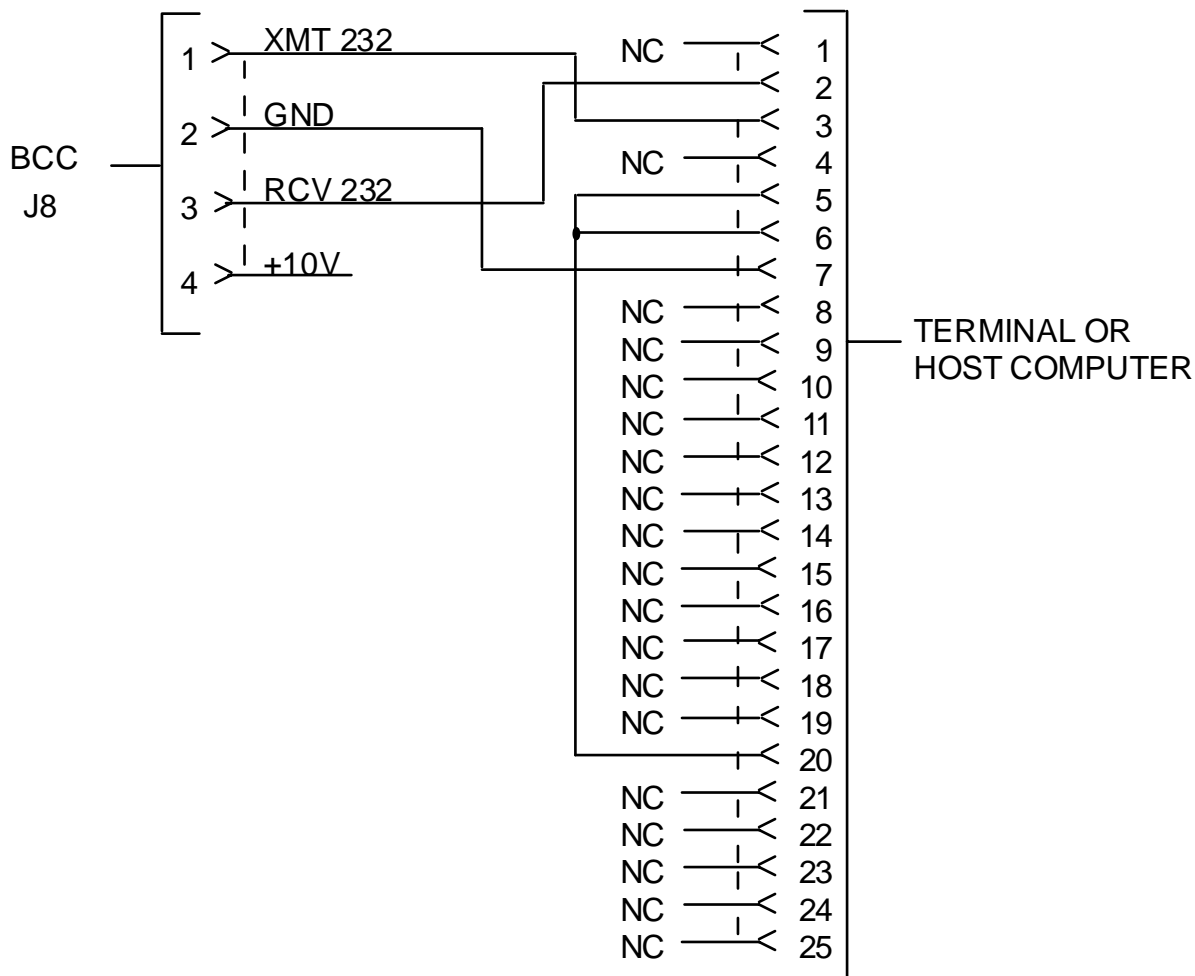 BCC
J8
1 XMT 232
2 GND
3 RCV 232
4 +10V
NC 1
2
3
NC 4
5
6
7
NC 8
NC 9
NC 10
NC 11
NC 12
NC 13
NC 14
NC 15
NC 16
NC 17
NC 18
NC 19
20
NC 21
NC 22
NC 23
NC 24
NC 25
TERMINAL OR
HOST COMPUTER